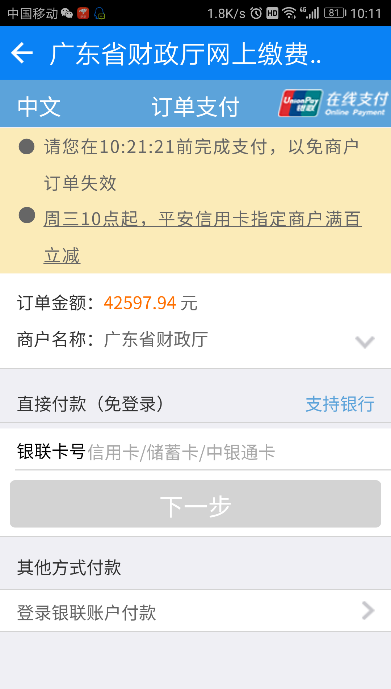 中国移动 1.8K/s HD 4G 81 10:11
广东省财政厅网上缴费..
中文 订单支付 UnionPay 银联 在线支付 Online Payment
请您在10:21:21前完成支付，以免商户
订单失效
周三10点起，平安信用卡指定商户满百
立减
订单金额：42597.94 元
商户名称：广东省财政厅
直接付款（免登录） 支持银行
银联卡号 信用卡/储蓄卡/中银通卡
下一步
其他方式付款
登录银联账户付款